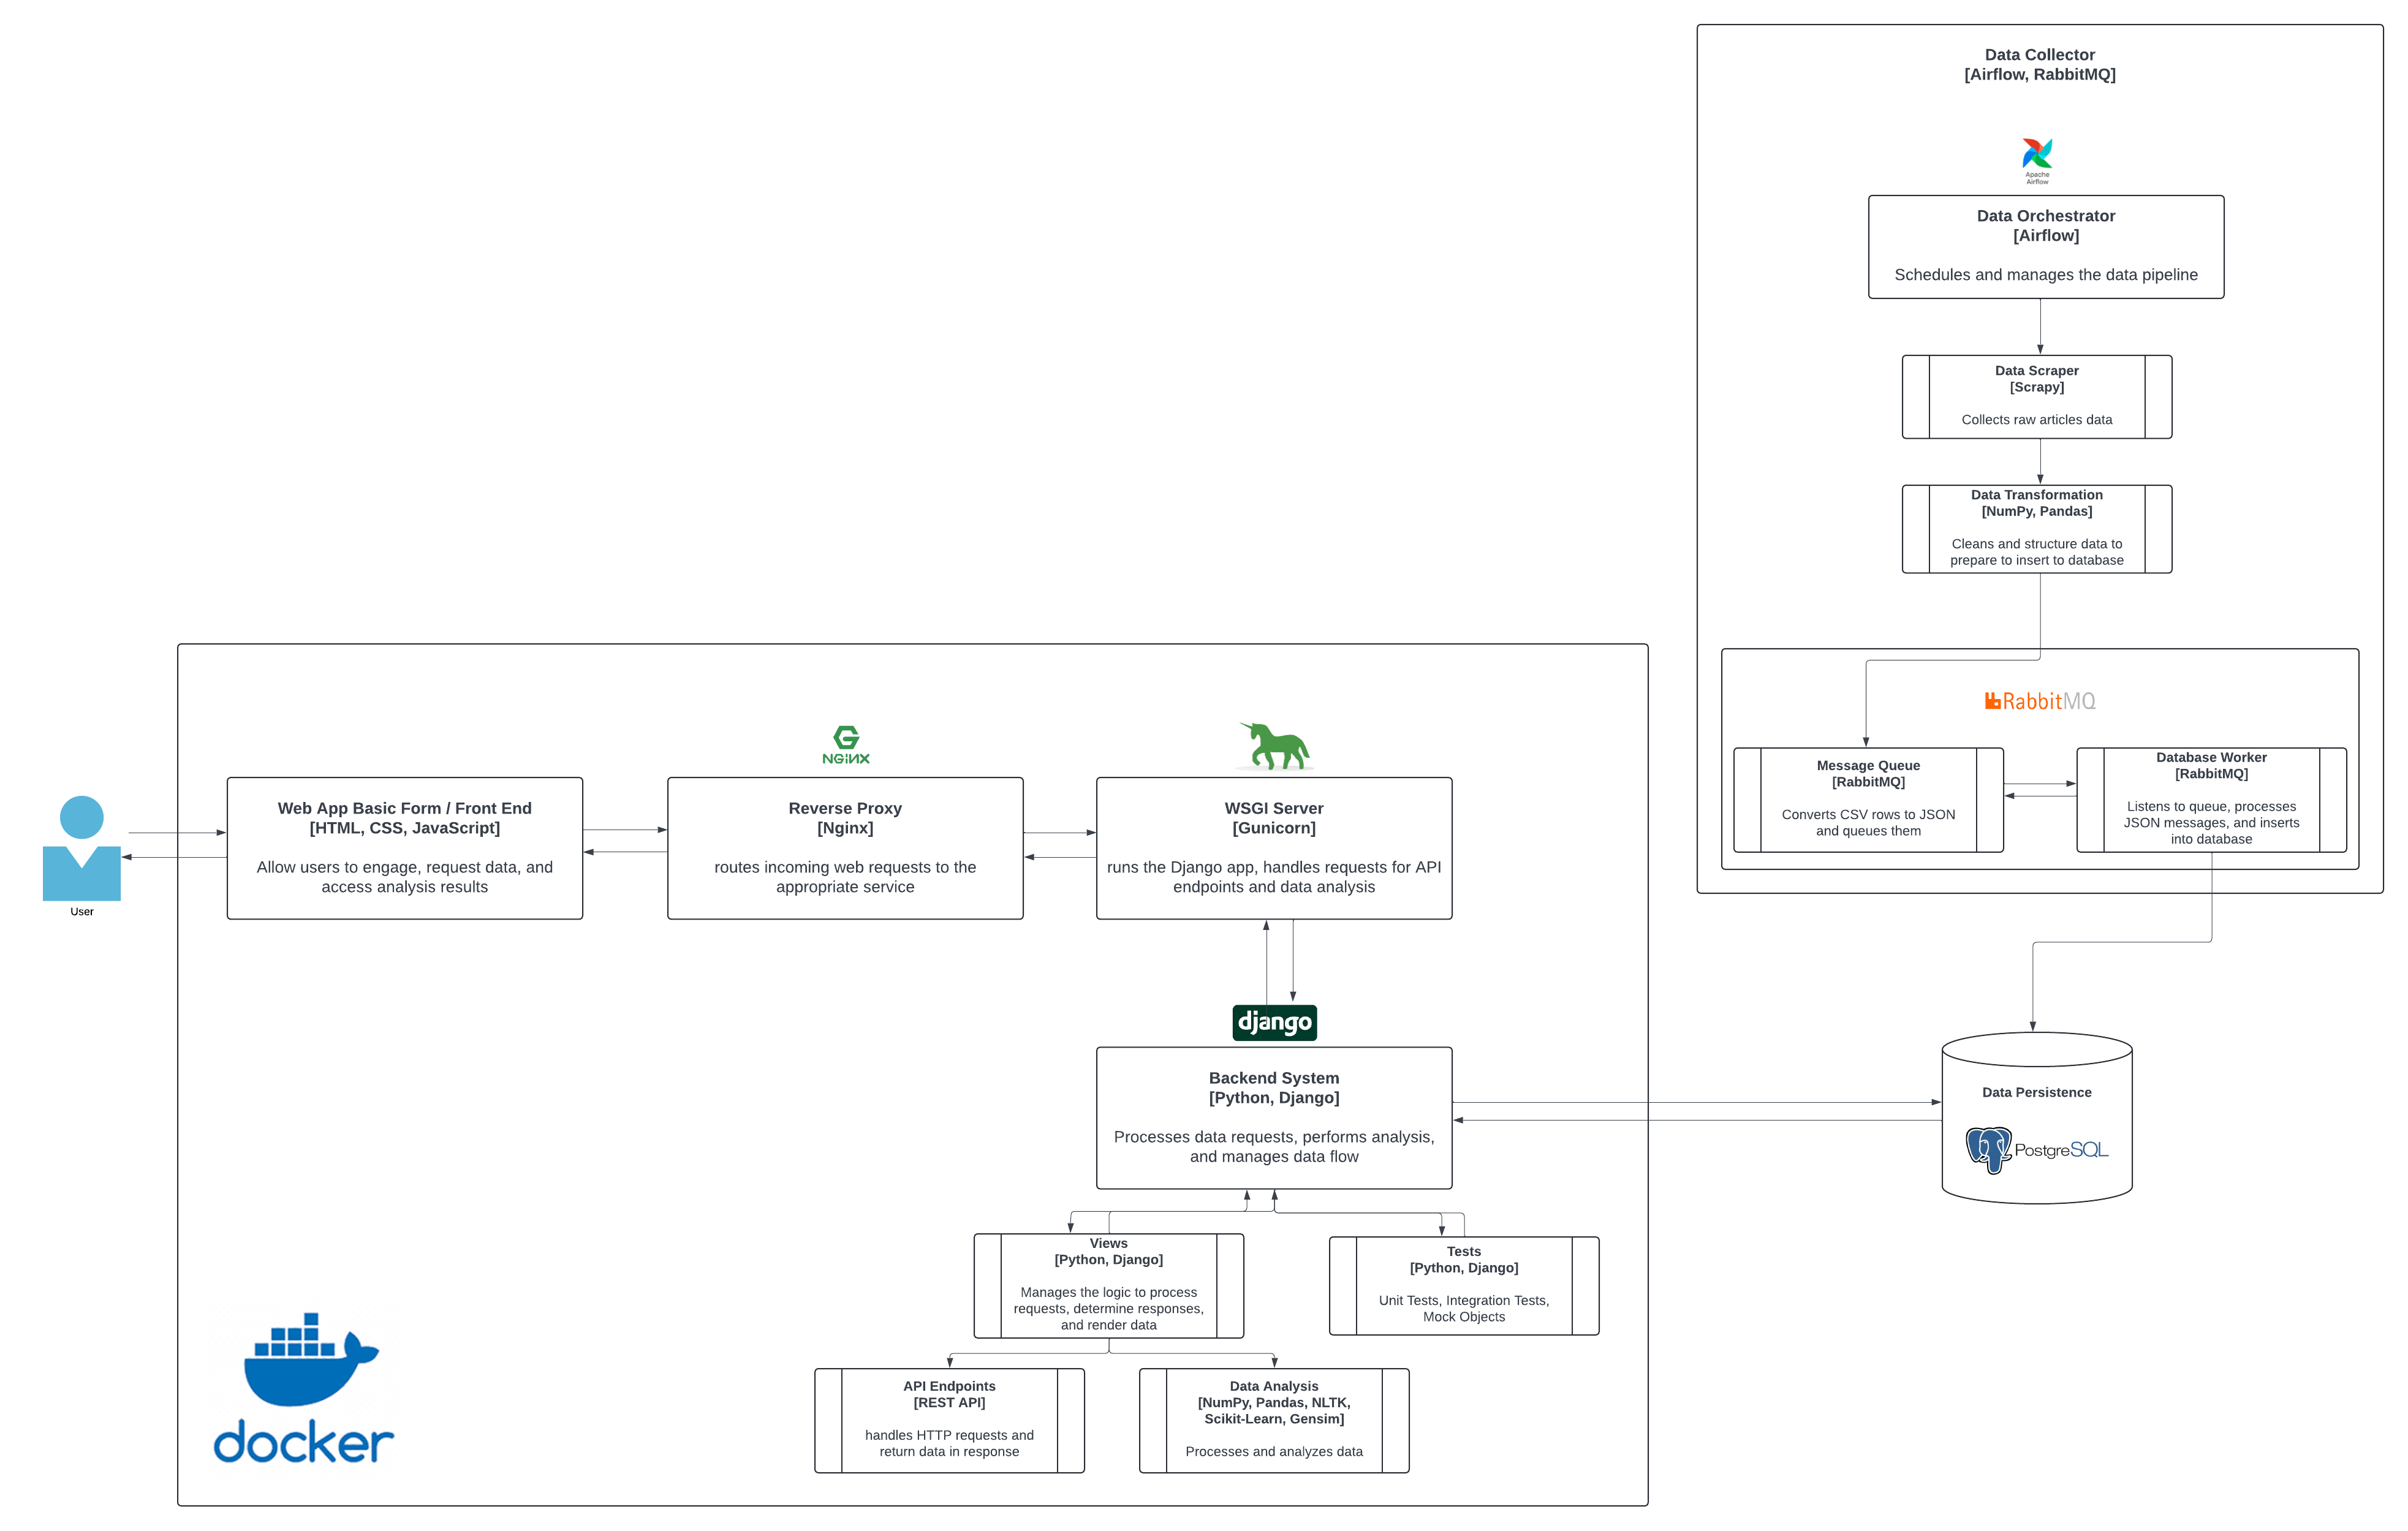 Data Collector
[Airflow, RabbitMQ]
Apache
Airflow
Data Orchestrator
[Airflow]
Schedules and manages the data pipeline
Data Scraper
[Scrapy]
Collects raw articles data
Data Transformation
[NumPy, Pandas]
Cleans and structure data to
prepare to insert to database
RabbitMQ
Message Queue
[RabbitMQ]
Converts CSV rows to JSON
and queues them
Database Worker
[RabbitMQ]
Listens to queue, processes
JSON messages, and inserts
into database
User
Web App Basic Form / Front End
[HTML, CSS, JavaScript]
Allow users to engage, request data, and
access analysis results
NGiNX
Reverse Proxy
[Nginx]
routes incoming web requests to the
appropriate service
WSGI Server
[Gunicorn]
runs the Django app, handles requests for API
endpoints and data analysis
django
Backend System
[Python, Django]
Processes data requests, performs analysis,
and manages data flow
Data Persistence
PostgreSQL
Views
[Python, Django]
Manages the logic to process
requests, determine responses,
and render data
Tests
[Python, Django]
Unit Tests, Integration Tests,
Mock Objects
API Endpoints
[REST API]
handles HTTP requests and
return data in response
Data Analysis
[NumPy, Pandas, NLTK,
Scikit-Learn, Gensim]
Processes and analyzes data
docker